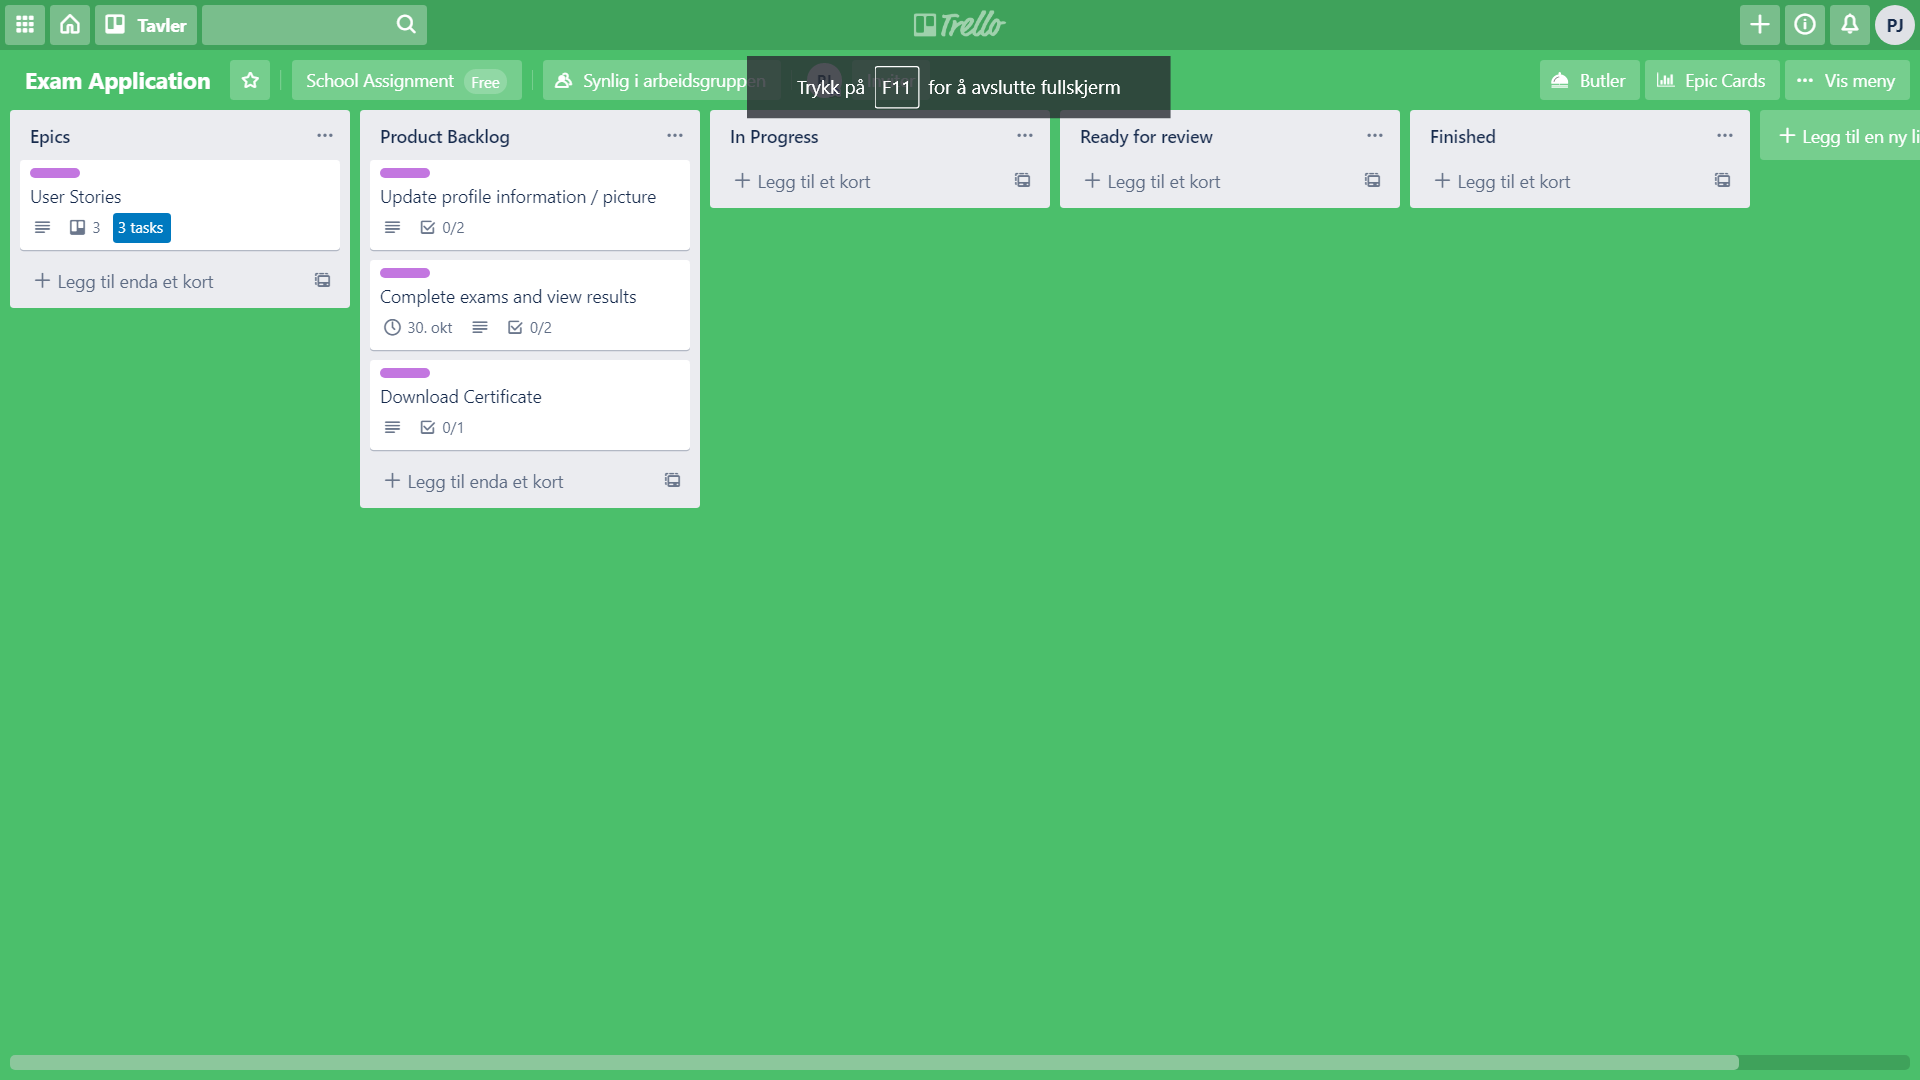 Tavler
Trello
PJ
Exam Application
School Assignment Free
Synlig i arbeidsgruppen
Trykk på F11 for å avslutte fullskjerm
Butler
Epic Cards
Vis meny
Epics
User Stories
3 3 tasks
Legg til enda et kort
Product Backlog
Update profile information / picture
0/2
Complete exams and view results
30. okt 0/2
Download Certificate
0/1
Legg til enda et kort
In Progress
Legg til et kort
Ready for review
Legg til et kort
Finished
Legg til et kort
Legg til en ny li